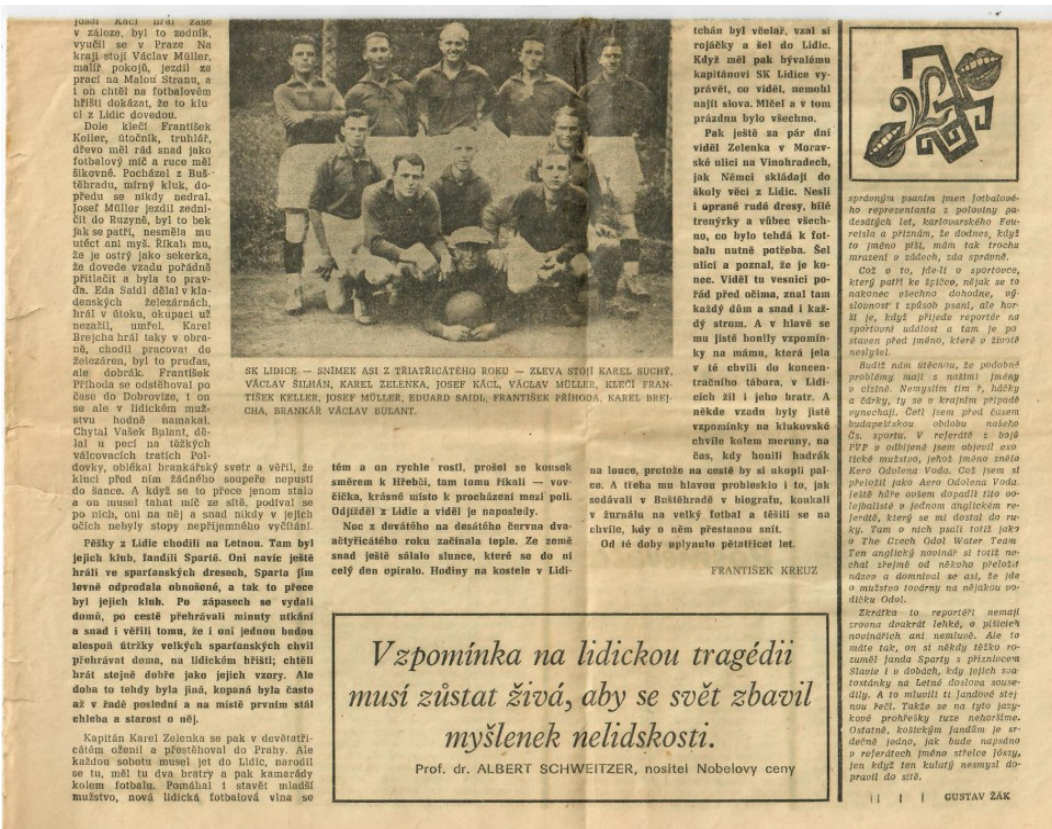 Josef Kácl hrál zase
v záloze, byl to zedník,
vyučil se v Praze. Na
kraji stojí Václav Müller,
malíř pokojů, jezdil za
prací na Malou Stranu, a
i on chtěl na fotbalovém
hřišti dokázat, že to klu
ci z Lidic dovedou.
Dole klečí František
Keller, útočník, truhlář,
dřevo měl rád snad jako
fotbalový míč a ruce měl
šikovné. Pocházel z Buš-
těhradu, mírný kluk, do-
předu se nikdy nedral.
Josef Müller jezdil zedni-
čit do Ruzyně, byl to bek
jak se patří, nesměla mu
utéct ani myš. Říkali mu,
že je ostrý jako sekerka,
že dovede vzadu pořádně
přitlačit a byla to prav-
da. Eda Saidl dělal v kla-
denských železárnách,
hrál v útoku, okupaci už
nezažil, umřel. Karel
Brejcha hrál taky v obra-
ně, chodil pracovat do
železáren, byl to pruďas,
ale dobrák. František
Příhoda se odstěhoval po
čase do Dobrovíze, i on
se ale v lidickém muž-
stvu hodně namakal.
Chytal Vašek Bulant, dě-
lal u pecí na těžkých
válcovacích tratích Pol-
dovky, oblékal brankářský svetr a věřil, že
kluci před ním žádného soupeře nepustí
do šance. A když se to přece jenom stalo
a on musel tahat míč ze sítě, podíval se
po nich, oni na něj a snad nikdy v jejich
očích nebyly stopy nepříjemného vyčítání.
Pěšky z Lidic chodili na Letnou. Tam byl
jejich klub, fandili Spartě. Oni navíc ještě
hráli ve sparťanských dresech, Sparta jim
levně odprodala obnošené, a tak to přece
byl jejich klub. Po zápasech se vydali
domů, po cestě přehrávali minuty utkání
a snad i věřili tomu, že i oni jednou budou
alespoň útržky velkých sparťanských chvil
přehrávat doma, na lidickém hřišti; chtěli
hrát stejně dobře jako jejich vzory. Ale
doba to tehdy byla jiná, kopaná byla často
až v řadě poslední a na místě prvním stál
chleba a starost o něj.
Kapitán Karel Zelenka se pak v devětatři-
cátém oženil a přestěhoval do Prahy. Ale
každou sobotu musel jet do Lidic, narodil
se tu, měl tu dva bratry a pak kamarády
kolem fotbalu. Pomáhal i stavět mladší
mužstvo, nová lidická fotbalová vlna se
SK LIDICE — SNÍMEK ASI Z TŘIATŘICÁTÉHO ROKU — ZLEVA STOJÍ KAREL SUCHÝ,
VÁCLAV ŠILHÁN, KAREL ZELENKA, JOSEF KÁCL, VÁCLAV MÜLLER, KLEČÍ FRAN-
TIŠEK KELLER, JOSEF MÜLLER, EDUARD SAIDL, FRANTIŠEK PŘÍHODA, KAREL BREJ-
CHA, BRANKÁŘ VÁCLAV BULANT.
tém a on rychle rostl, prošel se kousek
směrem k Hřebči, tam tomu říkali — vov-
čička, krásné místo k procházení mezi poli.
Odjížděl z Lidic a viděl je naposledy.
Noc z devátého na desátého června dva-
ačtyřicátého roku začínala teple. Ze země
snad ještě sálalo slunce, které se do ní
celý den opíralo. Hodiny na kostele v Lidi-
tchán byl včelař, vzal si
rojáčky a šel do Lidic.
Když měl pak bývalému
kapitánovi SK Lidice vy-
právět, co viděl, nemohl
najít slova. Mlčel a v tom
prázdnu bylo všechno.
Pak ještě za pár dní
viděl Zelenka v Morav-
ské ulici na Vinohradech,
jak Němci skládají do
školy věci z Lidic. Nesli
i oprané rudé dresy, bílé
trenýrky a vůbec všech-
no, co bylo tehdá k fot-
balu nutně potřeba. Šel
ulicí a poznal, že je ko-
nec. Viděl tu vesnici po-
řád před očima, znal tam
každý dům a snad i kaž-
dý strom. A v hlavě se
mu jistě honily vzpomín-
ky na mámu, která jela
v té chvíli do koncen-
tračního tábora, v Lidi-
cích žil i jeho bratr. A
někde vzadu byly jistě
vzpomínky na klukovské
chvíle kolem meruny, na
čas, kdy honili hadrák
na louce, protože na cestě by si ukopli pal-
ce. A třeba mu hlavou problesklo i to, jak
sedávali v Buštěhradě v biografu, koukali
v žurnálu na velký fotbal a těšili se na
chvíle, kdy o něm přestanou snít.
Od té doby uplynulo pětatřicet let.
FRANTIŠEK KREUZ
Vzpomínka na lidickou tragédii
musí zůstat živá, aby se svět zbavil
myšlenek nelidskosti.
Prof. dr. ALBERT SCHWEITZER, nositel Nobelovy ceny
správným psaním jmen fotbalové-
ho reprezentanta z poloviny pa-
desátých let, karlovarského Feu-
reisla a přiznám, že dodnes, když
to jméno píši, mám tak trochu
mrazení v zádech, zda správně.
Což o to, jde-li o sportovce,
který patří ke špičce, nějak se to
nakonec všechno dohodne, vý-
slovnost i způsob psaní, ale hor-
ší je, když přijede reportér na
sportovní událost a tam je po
staven před jméno, které v životě
neslyšel.
Budiž nám útěchou, že podobné
problémy mají s našimi jmény
v cizině. Nemyslím tím ř, háčky
a čárky, ty se v krajním případě
vynechají. Četl jsem před časem
budapešťskou obdobu našeho
Čs. sportu. V referátě z bojů
PVP v odbíjené jsem objevil exo
tické mužstvo, jehož jméno znělo
Kero Odolena Voda. Což jsem si
přeložil jako Aero Odolena Voda.
Ještě hůře ovšem dopadli tito vo-
lejbalisté v jednom anglickém re-
ferátě, který se mi dostal do ru-
ky. Tam o nich psali totiž jako
o The Czech Odol Water Team
Ten anglický novinář si totiž ne-
chal zřejmě od někoho přeložit
název a domníval se asi, že jde
o mužstvo továrny na nějakou vo-
dičku Odol.
Zkrátka to reportéři nemají
zrovna dvakrát lehké, o píšících
novinářích ani nemluvě. Ale to
máte tak, on si někdy těžko ro-
zuměl fanda Sparty s příznivcem
Slavie i v dobách, kdy jejich sva-
tostánky na Letné doslova souse-
dily. A to mluvili ti fandové stej
nou řečí. Takže se na tyto jazy-
kové prohřešky tuze nehoršíme.
Ostatně, košickým fandům je sr-
dečně jedno, jak bude napsáno
v referátech jméno střelce Józsy,
jen když ten kulatý nesmysl do-
pravil do sítě.
GUSTAV ŽÁK